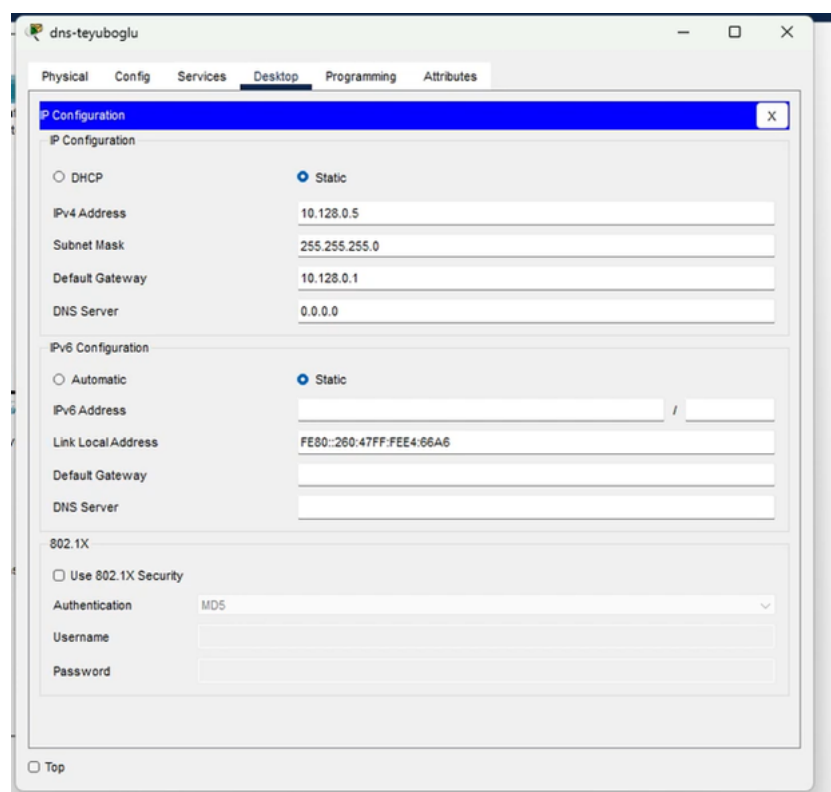 dns-teyuboglu
Physical Config Services Desktop Programming Attributes
IP Configuration X
IP Configuration
DHCP Static
IPv4 Address 10.128.0.5
Subnet Mask 255.255.255.0
Default Gateway 10.128.0.1
DNS Server 0.0.0.0
IPv6 Configuration
Automatic Static
IPv6 Address /
Link Local Address FE80::260:47FF:FEE4:66A6
Default Gateway
DNS Server
802.1X
Use 802.1X Security
Authentication MD5
Username
Password
Top